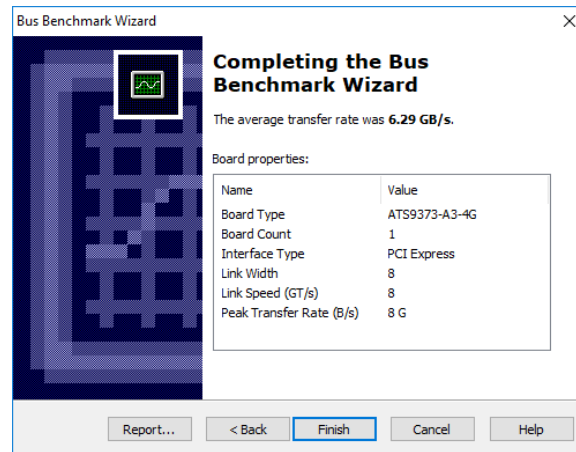 Bus Benchmark Wizard
Completing the Bus
Benchmark Wizard
The average transfer rate was 6.29 GB/s.
Board properties:
Name Value
Board Type ATS9373-A3-4G
Board Count 1
Interface Type PCI Express
Link Width 8
Link Speed (GT/s) 8
Peak Transfer Rate (B/s) 8 G
Report... < Back Finish Cancel Help